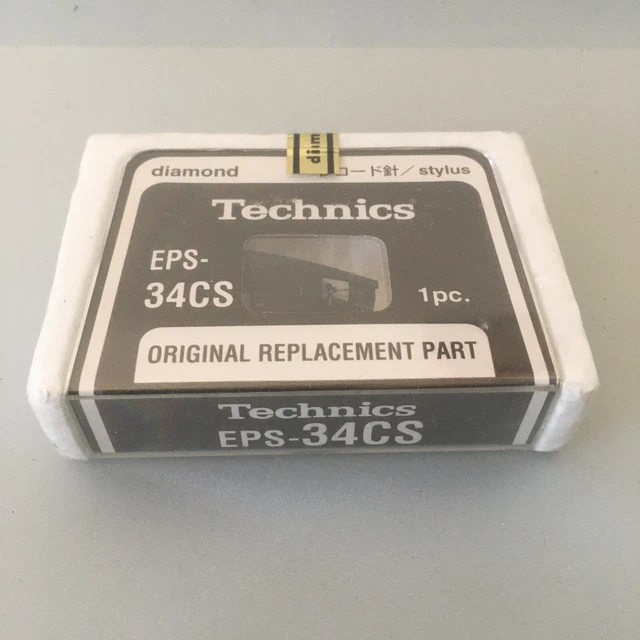 diamond
コード針/stylus
Technics
EPS-
34CS
1pc.
ORIGINAL REPLACEMENT PART
Technics
EPS-34CS